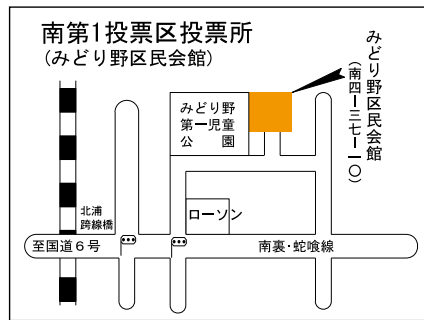 南第1投票区投票所
(みどり野区民会館)
みどり野区民会館
(南四ー三七ー一〇)
みどり野
第一児童
公園
北浦
跨線橋
ローソン
至国道6号
南裏・蛇喰線